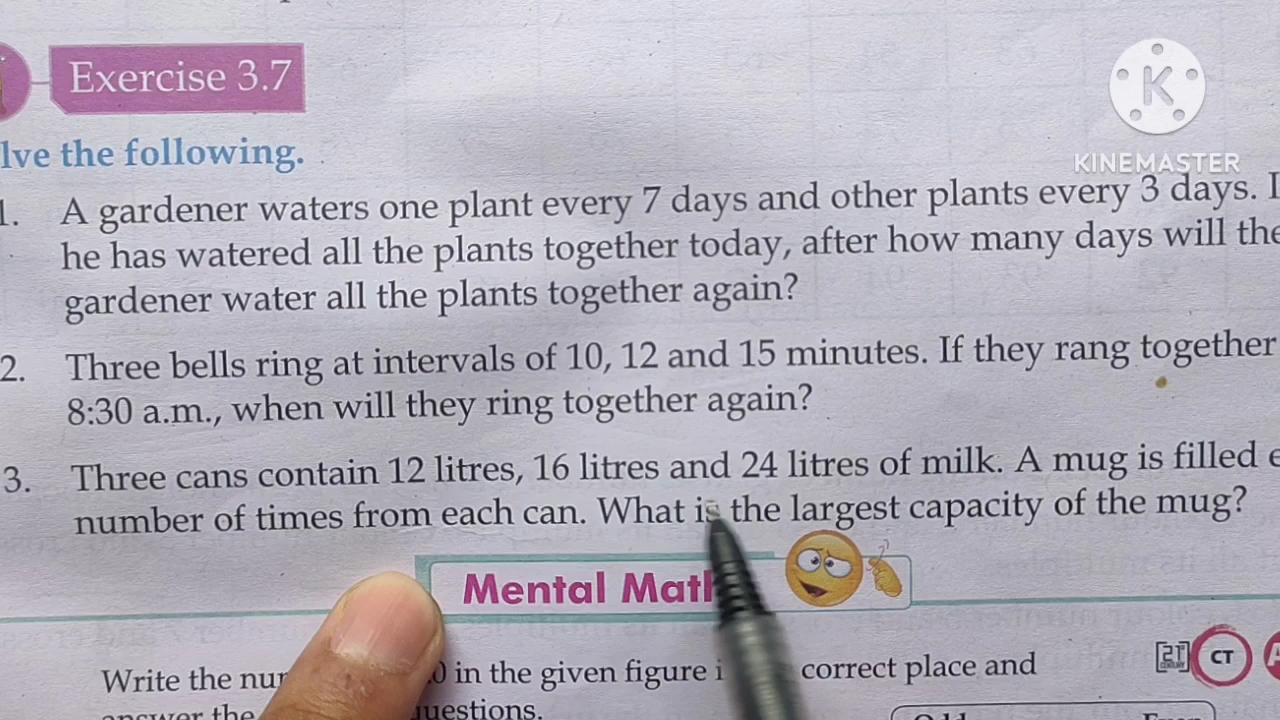 Exercise 3.7
KINEMASTER
lve the following.
1. A gardener waters one plant every 7 days and other plants every 3 days.
he has watered all the plants together today, after how many days will the
gardener water all the plants together again?
2. Three bells ring at intervals of 10, 12 and 15 minutes. If they rang together
8:30 a.m., when will they ring together again?
3. Three cans contain 12 litres, 16 litres and 24 litres of milk. A mug is filled
number of times from each can. What is the largest capacity of the mug?
Mental Mat
Write the in the given figure correct place and
21 CT
the uestions.